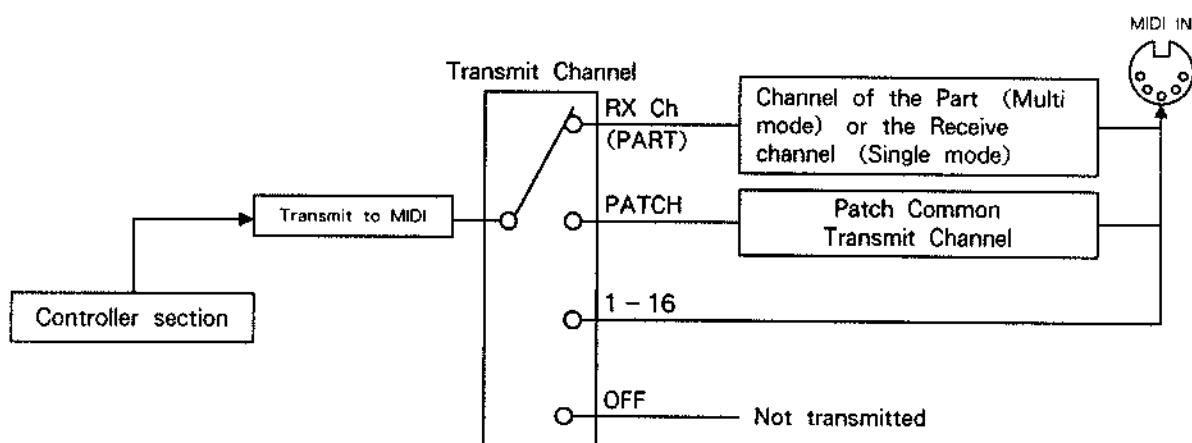 MIDI IN
Transmit Channel
RX Ch
(PART)
Channel of the Part (Multi
mode) or the Receive
channel (Single mode)
Transmit to MIDI
PATCH
Patch Common
Transmit Channel
Controller section
1 – 16
OFF
Not transmitted